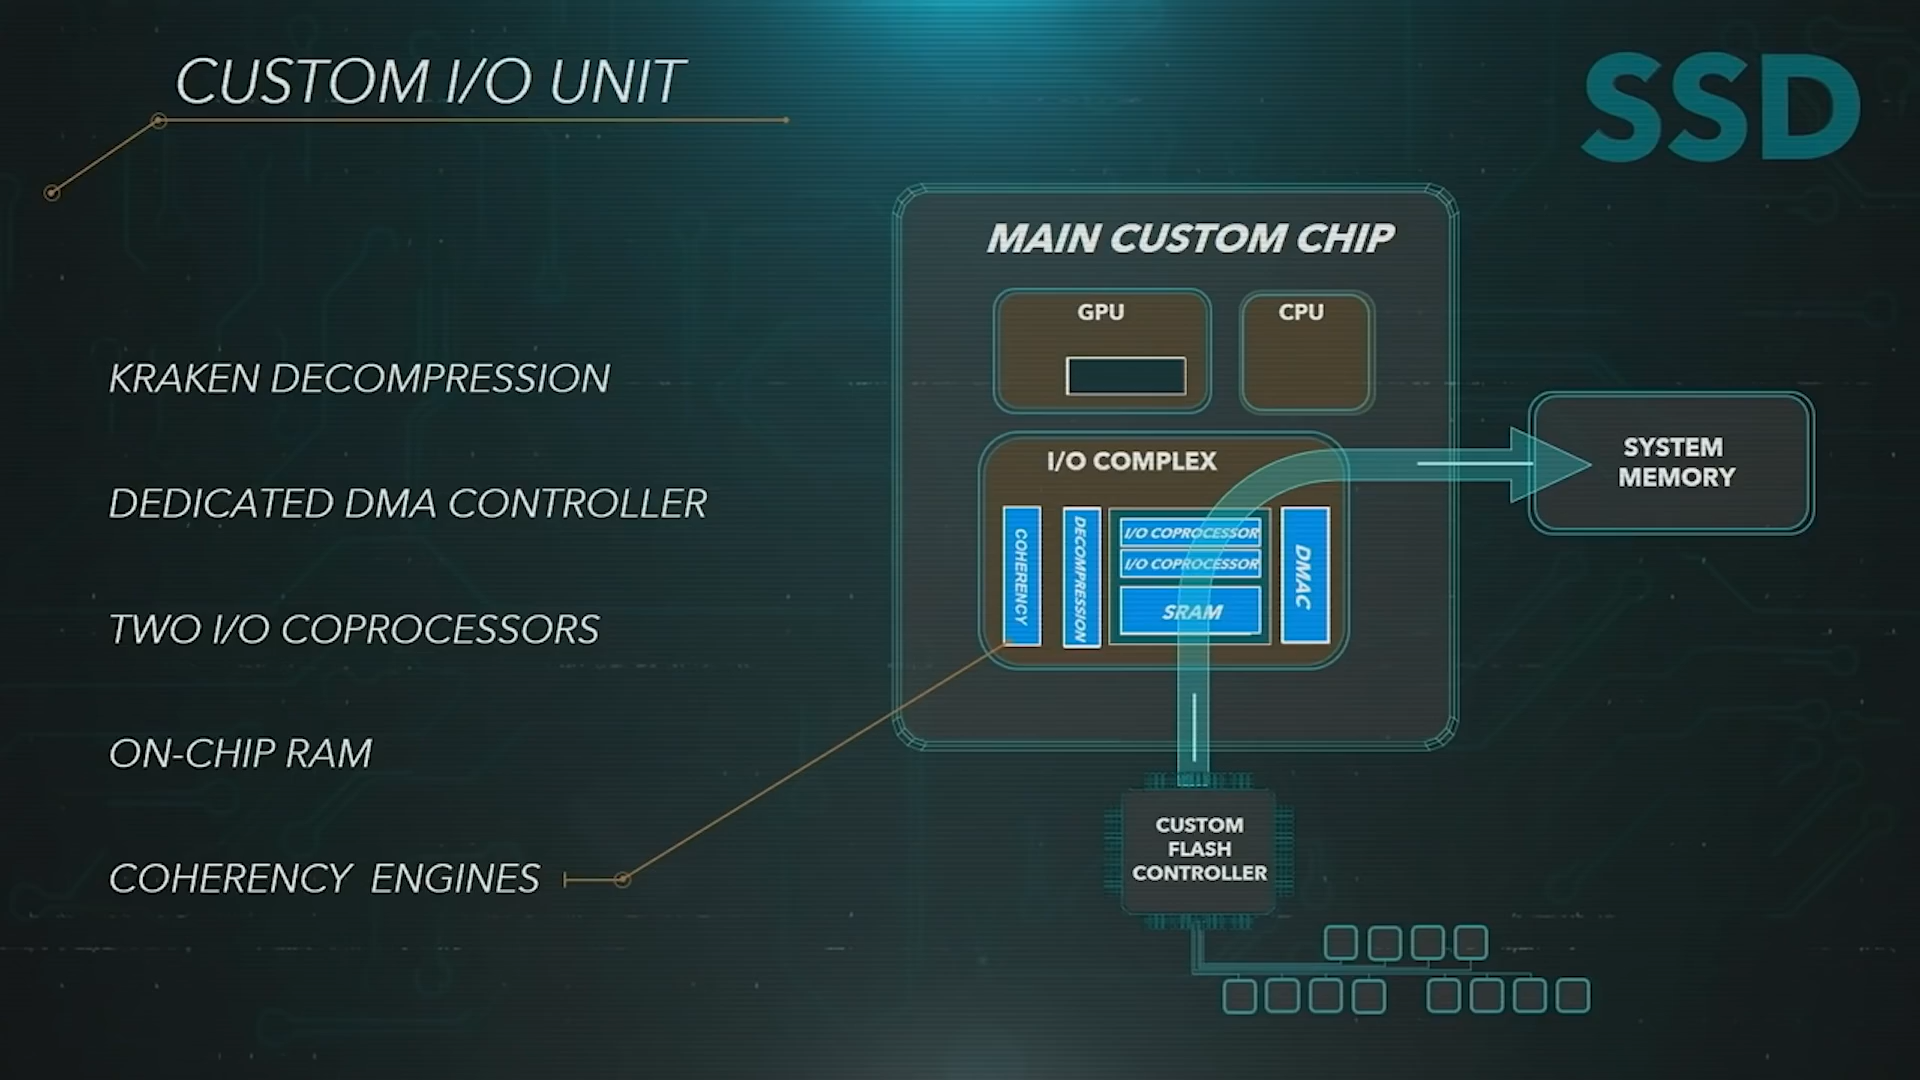 CUSTOM I/O UNIT
SSD
KRAKEN DECOMPRESSION
DEDICATED DMA CONTROLLER
TWO I/O COPROCESSORS
ON-CHIP RAM
COHERENCY ENGINES
MAIN CUSTOM CHIP
GPU
CPU
I/O COMPLEX
COHERENCY
DECOMPRESSION
I/O COPROCESSOR
I/O COPROCESSOR
SRAM
DMAC
SYSTEM
MEMORY
CUSTOM
FLASH
CONTROLLER